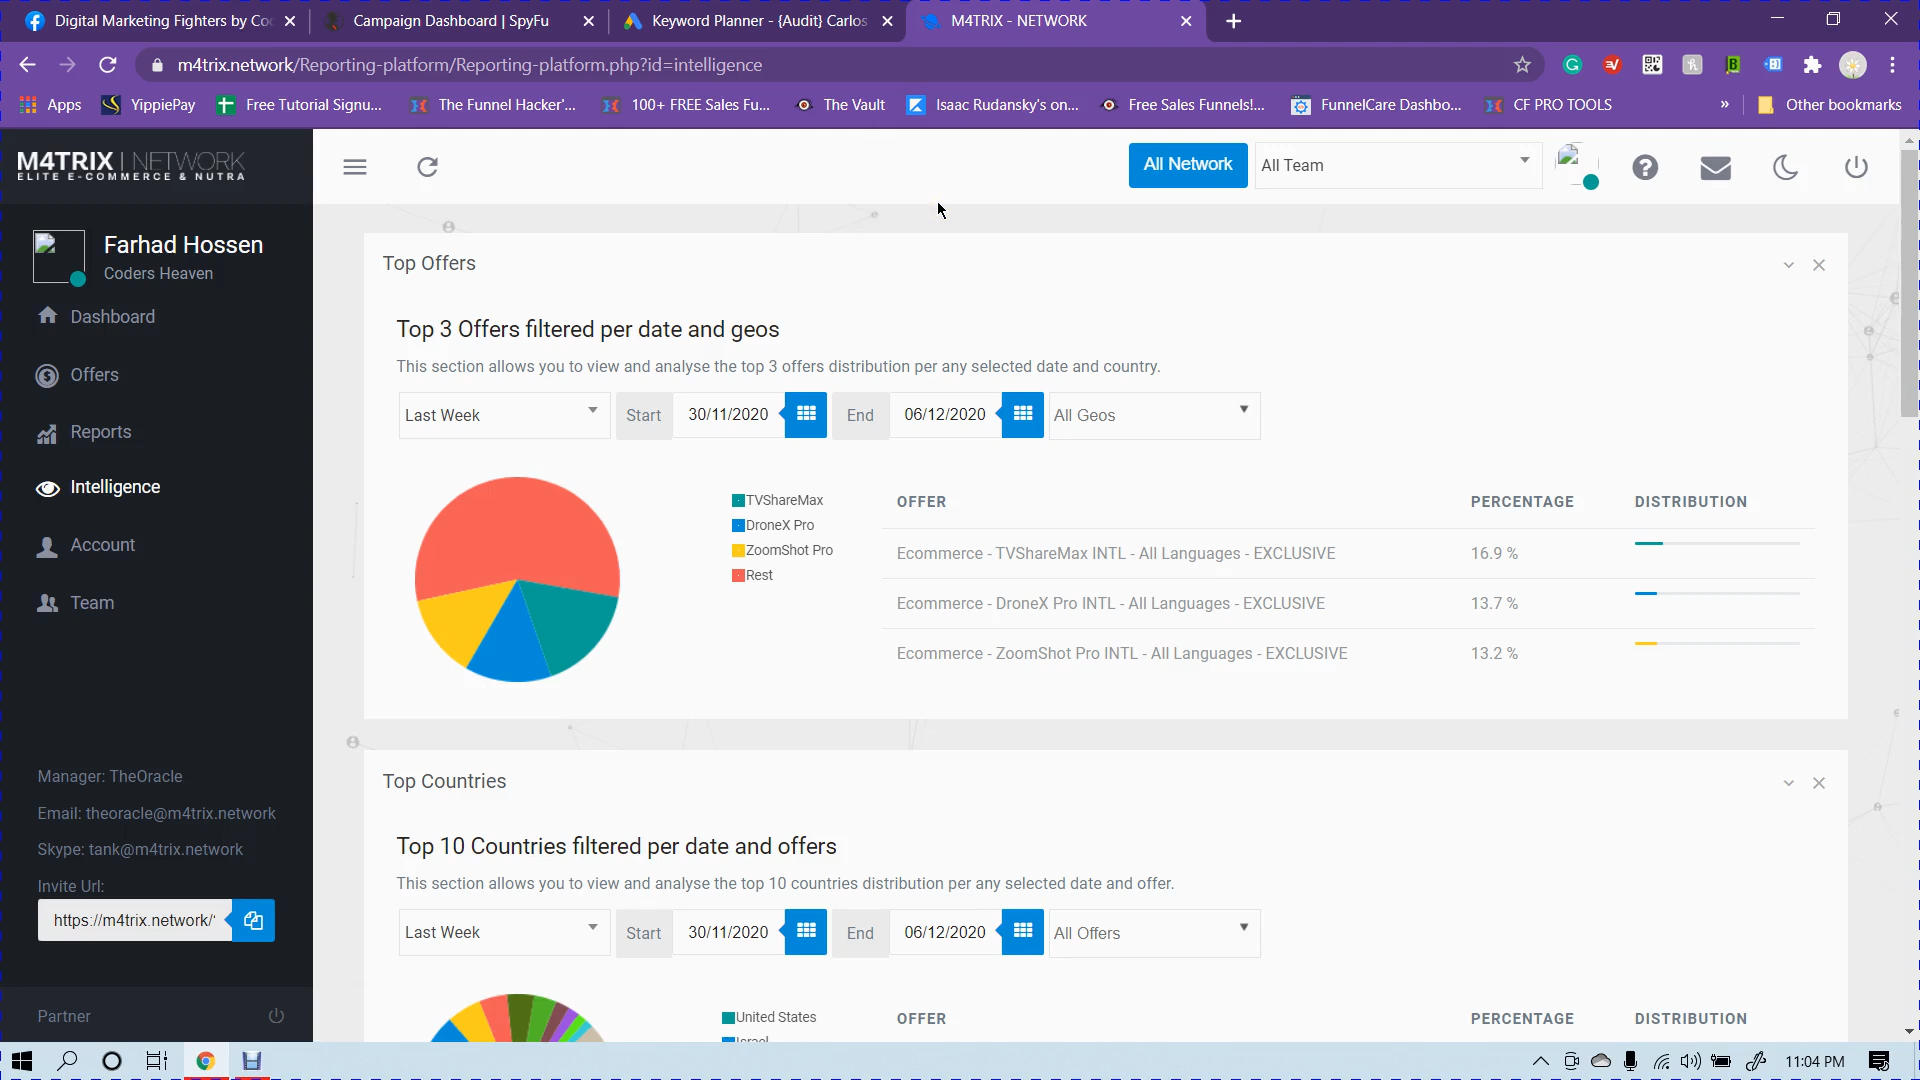 Digital Marketing Fighters by Co
Campaign Dashboard | SpyFu
Keyword Planner - {Audit} Carlos
M4TRIX - NETWORK
m4trix.network/Reporting-platform/Reporting-platform.php?id=intelligence
Apps
YippiePay
Free Tutorial Signu...
The Funnel Hacker'...
100+ FREE Sales Fu...
The Vault
Isaac Rudansky's on...
Free Sales Funnels!...
FunnelCare Dashbo...
CF PRO TOOLS
»
Other bookmarks
M4TRIX | NETWORK
ELITE E-COMMERCE & NUTRA
All Network
All Team
Farhad Hossen
Coders Heaven
Dashboard
Offers
Reports
Intelligence
Account
Team
Manager: TheOracle
Email: theoracle@m4trix.network
Skype: tank@m4trix.network
Invite Url:
https://m4trix.network/
Partner
Top Offers
Top 3 Offers filtered per date and geos
This section allows you to view and analyse the top 3 offers distribution per any selected date and country.
Last Week
Start
30/11/2020
End
06/12/2020
All Geos
TVShareMax
DroneX Pro
ZoomShot Pro
Rest
OFFER PERCENTAGE DISTRIBUTION
Ecommerce - TVShareMax INTL - All Languages - EXCLUSIVE 16.9 %
Ecommerce - DroneX Pro INTL - All Languages - EXCLUSIVE 13.7 %
Ecommerce - ZoomShot Pro INTL - All Languages - EXCLUSIVE 13.2 %
Top Countries
Top 10 Countries filtered per date and offers
This section allows you to view and analyse the top 10 countries distribution per any selected date and offer.
Last Week
Start
30/11/2020
End
06/12/2020
All Offers
United States
Israel
OFFER PERCENTAGE DISTRIBUTION
11:04 PM